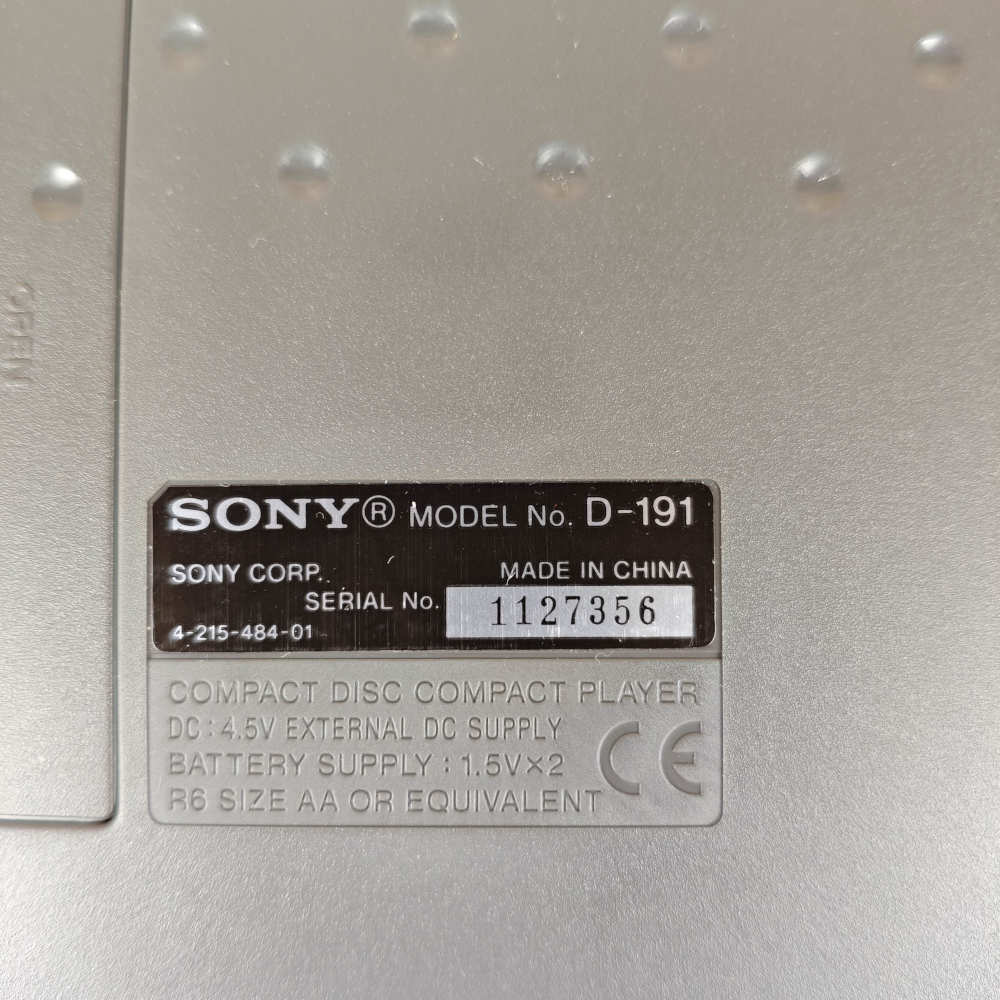 OPEN
SONY® MODEL No. D-191
SONY CORP. MADE IN CHINA
SERIAL No. 1127356
4-215-484-01
COMPACT DISC COMPACT PLAYER
DC : 4.5V EXTERNAL DC SUPPLY
BATTERY SUPPLY : 1.5V×2
R6 SIZE AA OR EQUIVALENT
CE